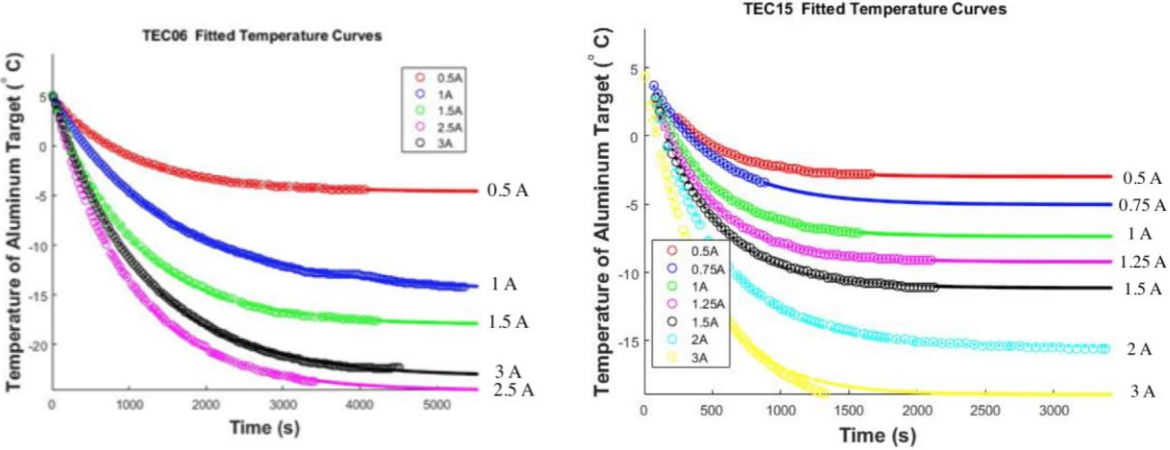 TEC06 Fitted Temperature Curves
Temperature of Aluminum Target (° C)
5
0
-5
-10
-15
-20
0.5A
1A
1.5A
2.5A
3A
0.5 A
1 A
1.5 A
3 A
2.5 A
0 1000 2000 3000 4000 5000
Time (s)
TEC15 Fitted Temperature Curves
Temperature of Aluminum Target (° C)
5
0
-5
-10
-15
0.5A
0.75A
1A
1.25A
1.5A
2A
3A
0.5 A
0.75 A
1 A
1.25 A
1.5 A
2 A
3 A
0 500 1000 1500 2000 2500 3000
Time (s)